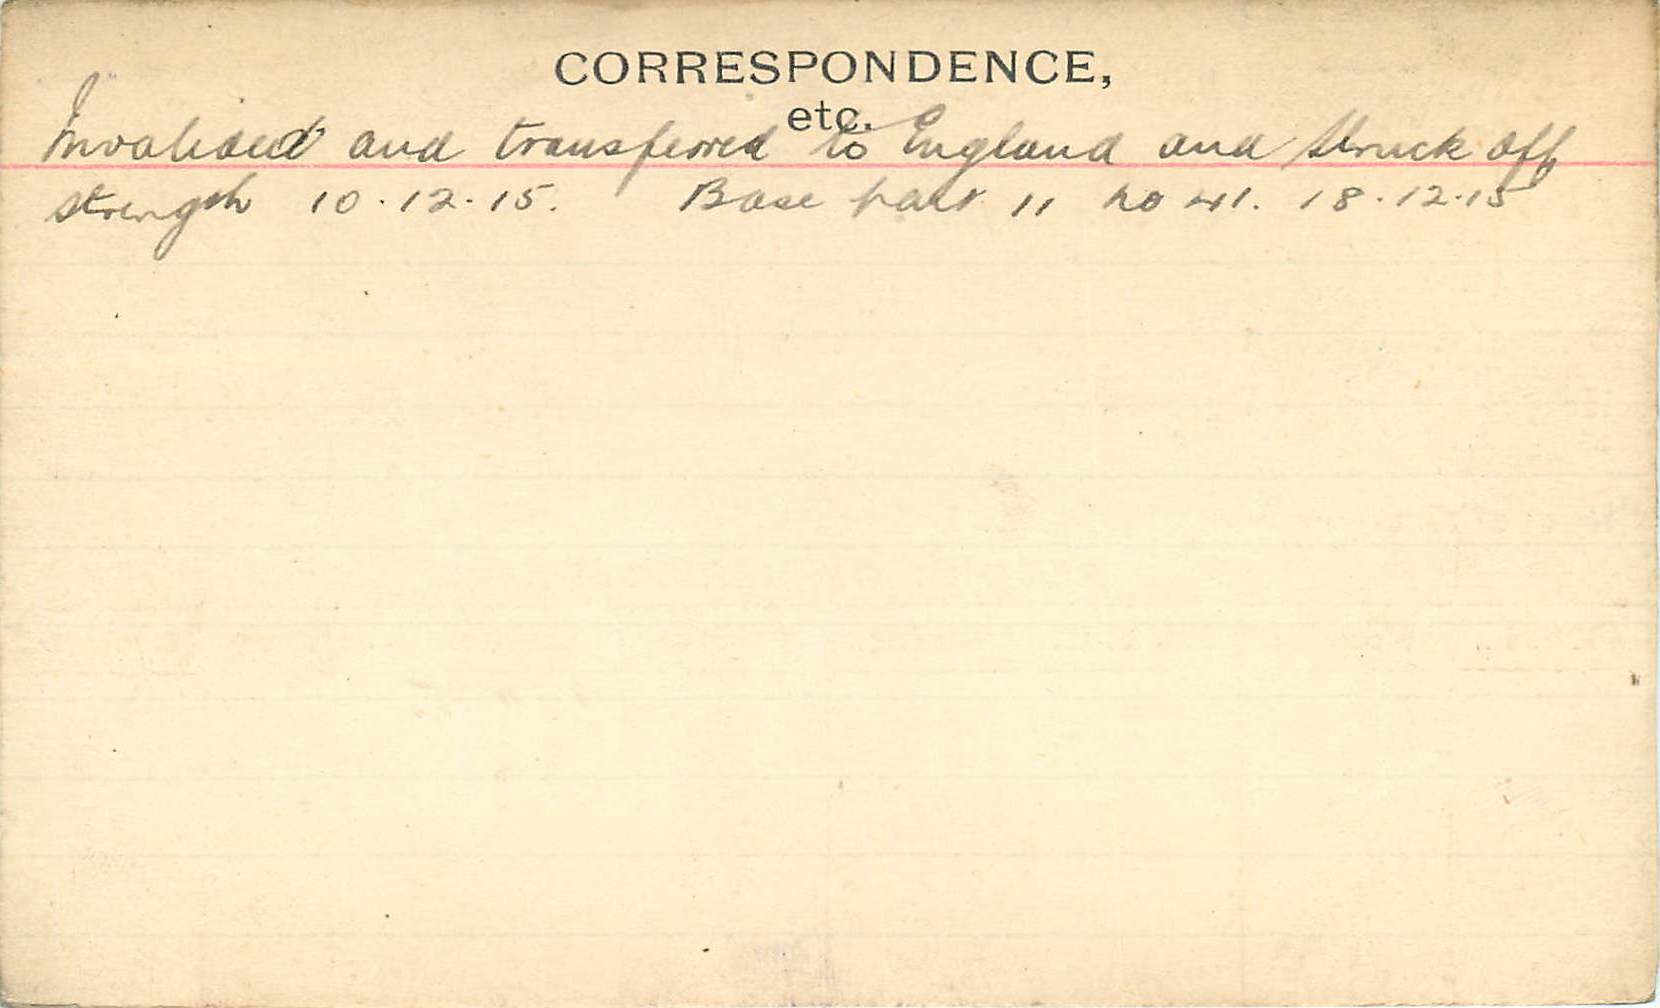 CORRESPONDENCE,
etc.
Invalided and transferred to England and struck off
strength 10.12.15. Base part 11 no 41. 18.12.15